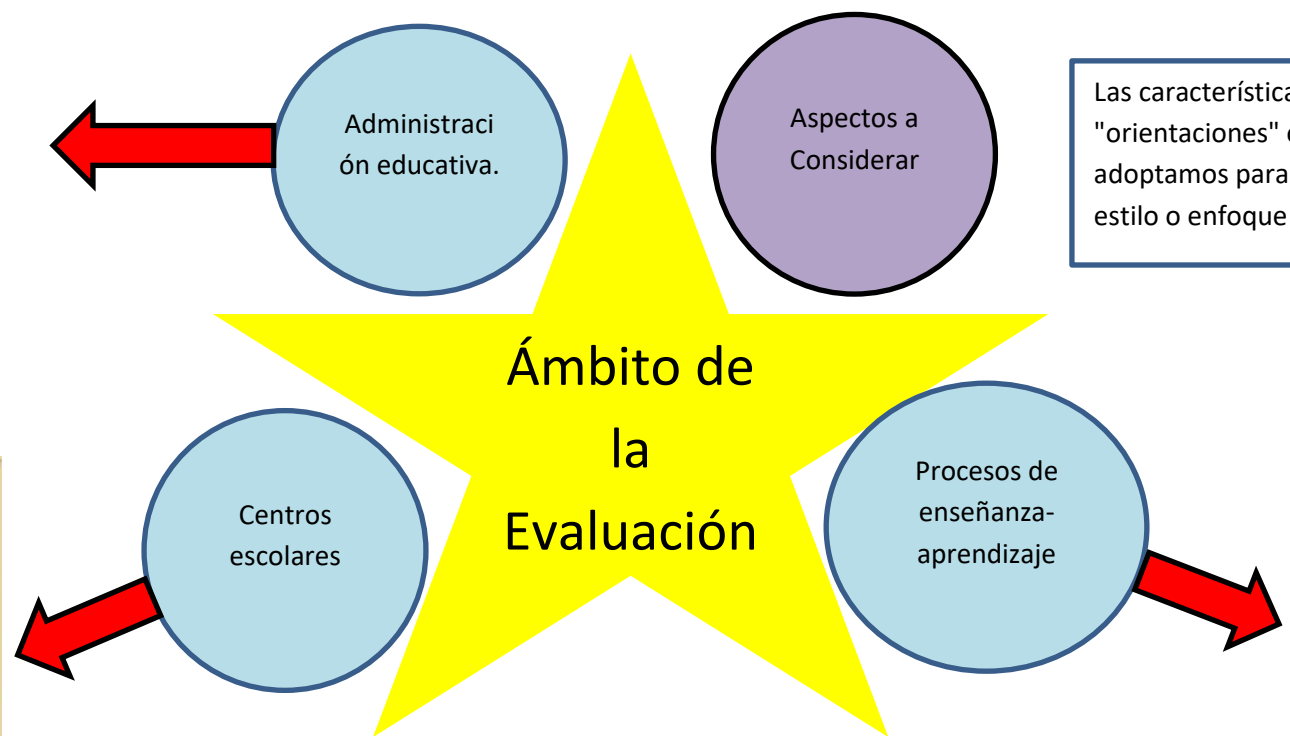 Administraci
ón educativa.
Aspectos a
Considerar
Las característica
"orientaciones"
adoptamos para
estilo o enfoque
Ámbito de
la
Evaluación
Centros
escolares
Procesos de
enseñanza-
aprendizaje